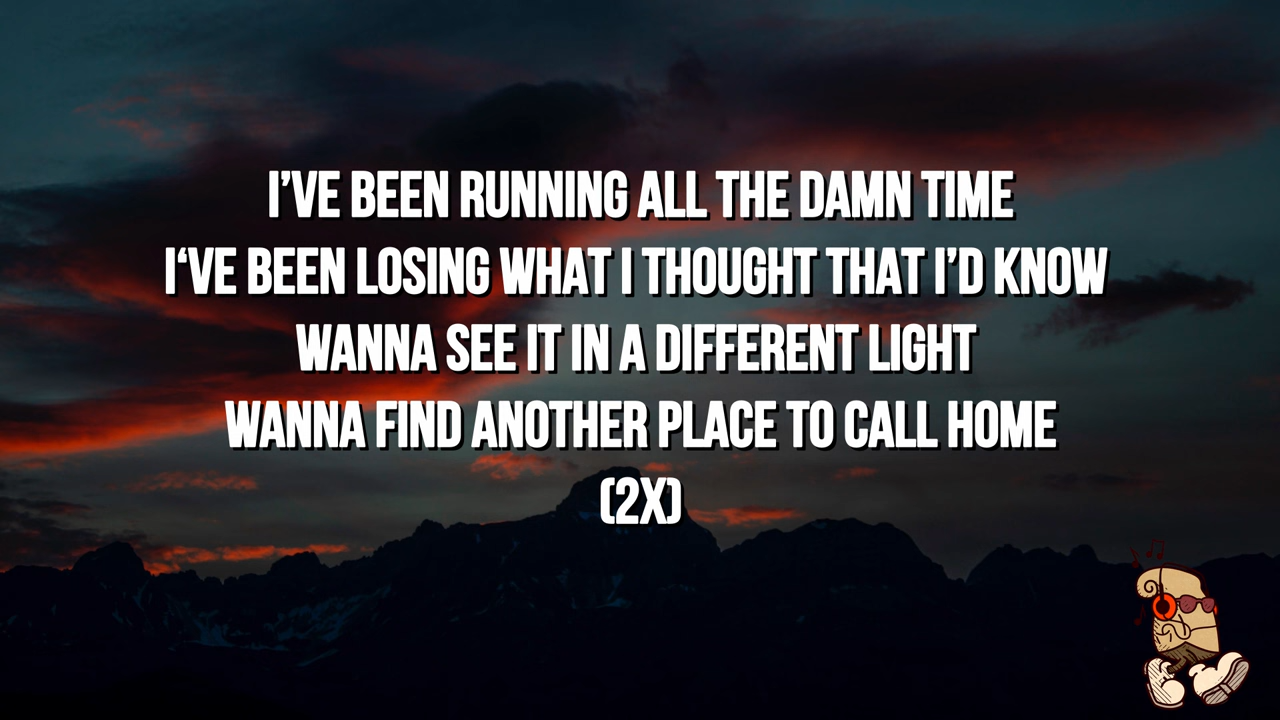 I’VE BEEN RUNNING ALL THE DAMN TIME
I‘VE BEEN LOSING WHAT I THOUGHT THAT I’D KNOW
WANNA SEE IT IN A DIFFERENT LIGHT
WANNA FIND ANOTHER PLACE TO CALL HOME
(2X)